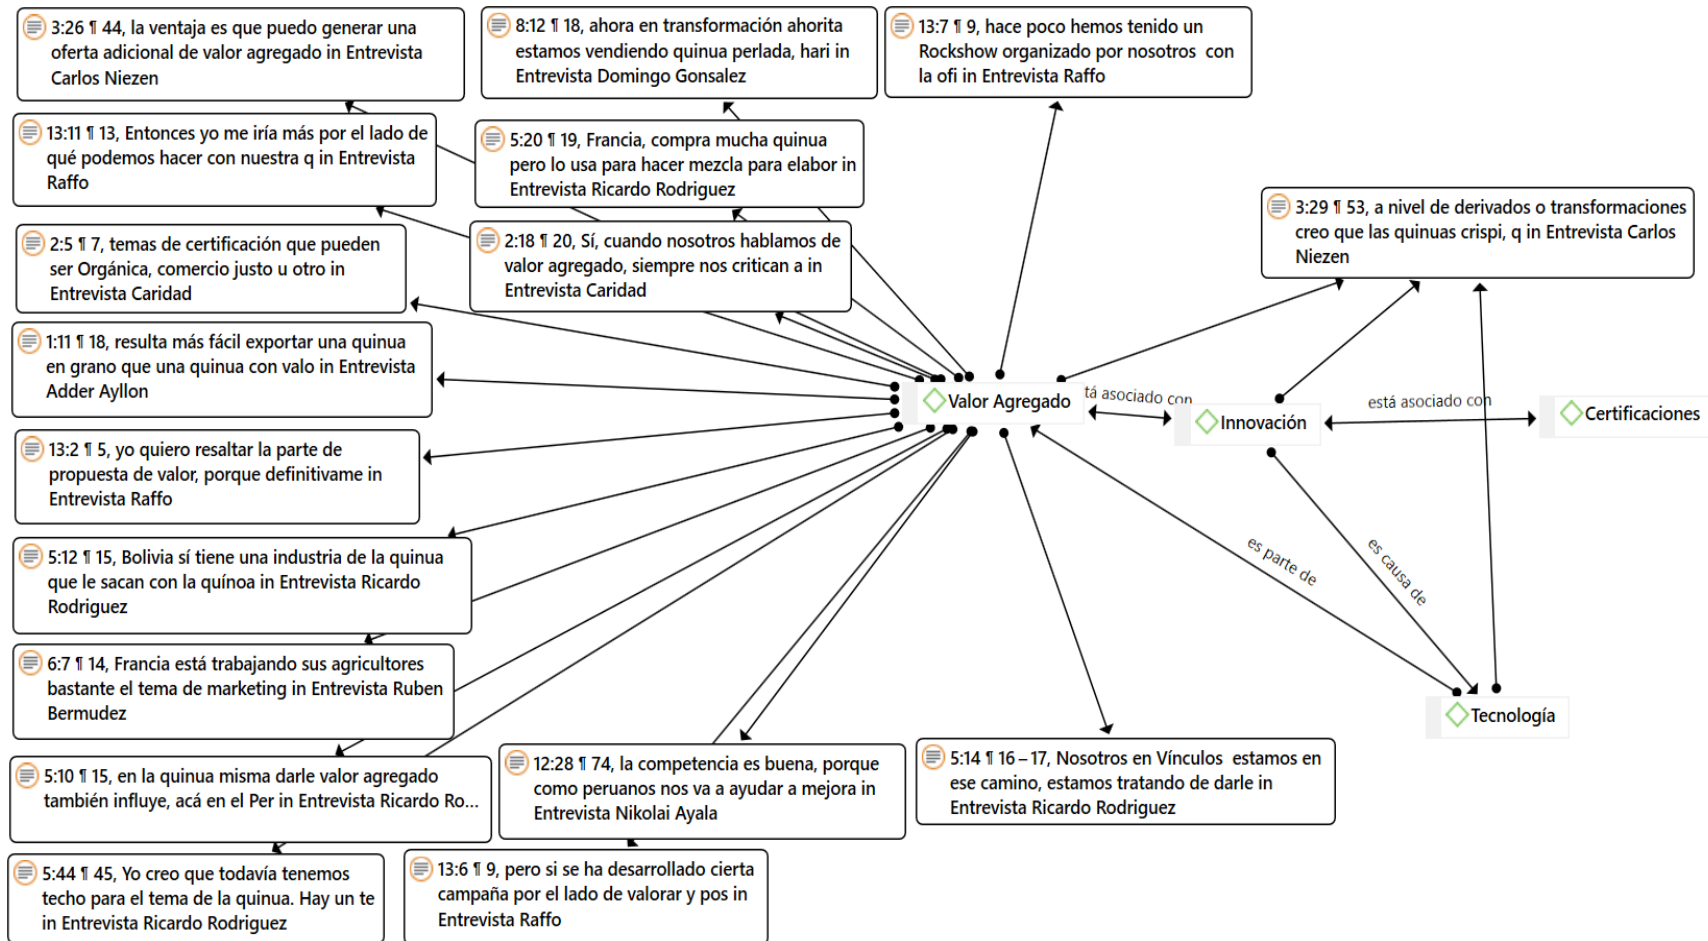 3:26 ¶ 44, la ventaja es que puedo generar una
oferta adicional de valor agregado in Entrevista
Carlos Niezen
8:12 ¶ 18, ahora en transformación ahorita
estamos vendiendo quinua perlada, hari in
Entrevista Domingo Gonsalez
13:7 ¶ 9, hace poco hemos tenido un
Rockshow organizado por nosotros con
la ofi in Entrevista Raffo
13:11 ¶ 13, Entonces yo me iría más por el lado de
qué podemos hacer con nuestra q in Entrevista
Raffo
5:20 ¶ 19, Francia, compra mucha quinua
pero lo usa para hacer mezcla para elabor in
Entrevista Ricardo Rodriguez
3:29 ¶ 53, a nivel de derivados o transformaciones
creo que las quinuas crispi, q in Entrevista Carlos
Niezen
2:5 ¶ 7, temas de certificación que pueden
ser Orgánica, comercio justo u otro in
Entrevista Caridad
2:18 ¶ 20, Sí, cuando nosotros hablamos de
valor agregado, siempre nos critican a in
Entrevista Caridad
1:11 ¶ 18, resulta más fácil exportar una quinua
en grano que una quinua con valo in Entrevista
Adder Ayllon
Valor Agregado
tá asociado con
Innovación
está asociado con
Certificaciones
13:2 ¶ 5, yo quiero resaltar la parte de
propuesta de valor, porque definitivame in
Entrevista Raffo
5:12 ¶ 15, Bolivia sí tiene una industria de la quinua
que le sacan con la quínoa in Entrevista Ricardo
Rodriguez
es parte de
es causa de
6:7 ¶ 14, Francia está trabajando sus agricultores
bastante el tema de marketing in Entrevista Ruben
Bermudez
Tecnología
5:10 ¶ 15, en la quinua misma darle valor agregado
también influye, acá en el Per in Entrevista Ricardo Ro...
12:28 ¶ 74, la competencia es buena, porque
como peruanos nos va a ayudar a mejora in
Entrevista Nikolai Ayala
5:14 ¶ 16 – 17, Nosotros en Vínculos estamos en
ese camino, estamos tratando de darle in
Entrevista Ricardo Rodriguez
5:44 ¶ 45, Yo creo que todavía tenemos
techo para el tema de la quinua. Hay un te
in Entrevista Ricardo Rodriguez
13:6 ¶ 9, pero si se ha desarrollado cierta
campaña por el lado de valorar y pos in
Entrevista Raffo